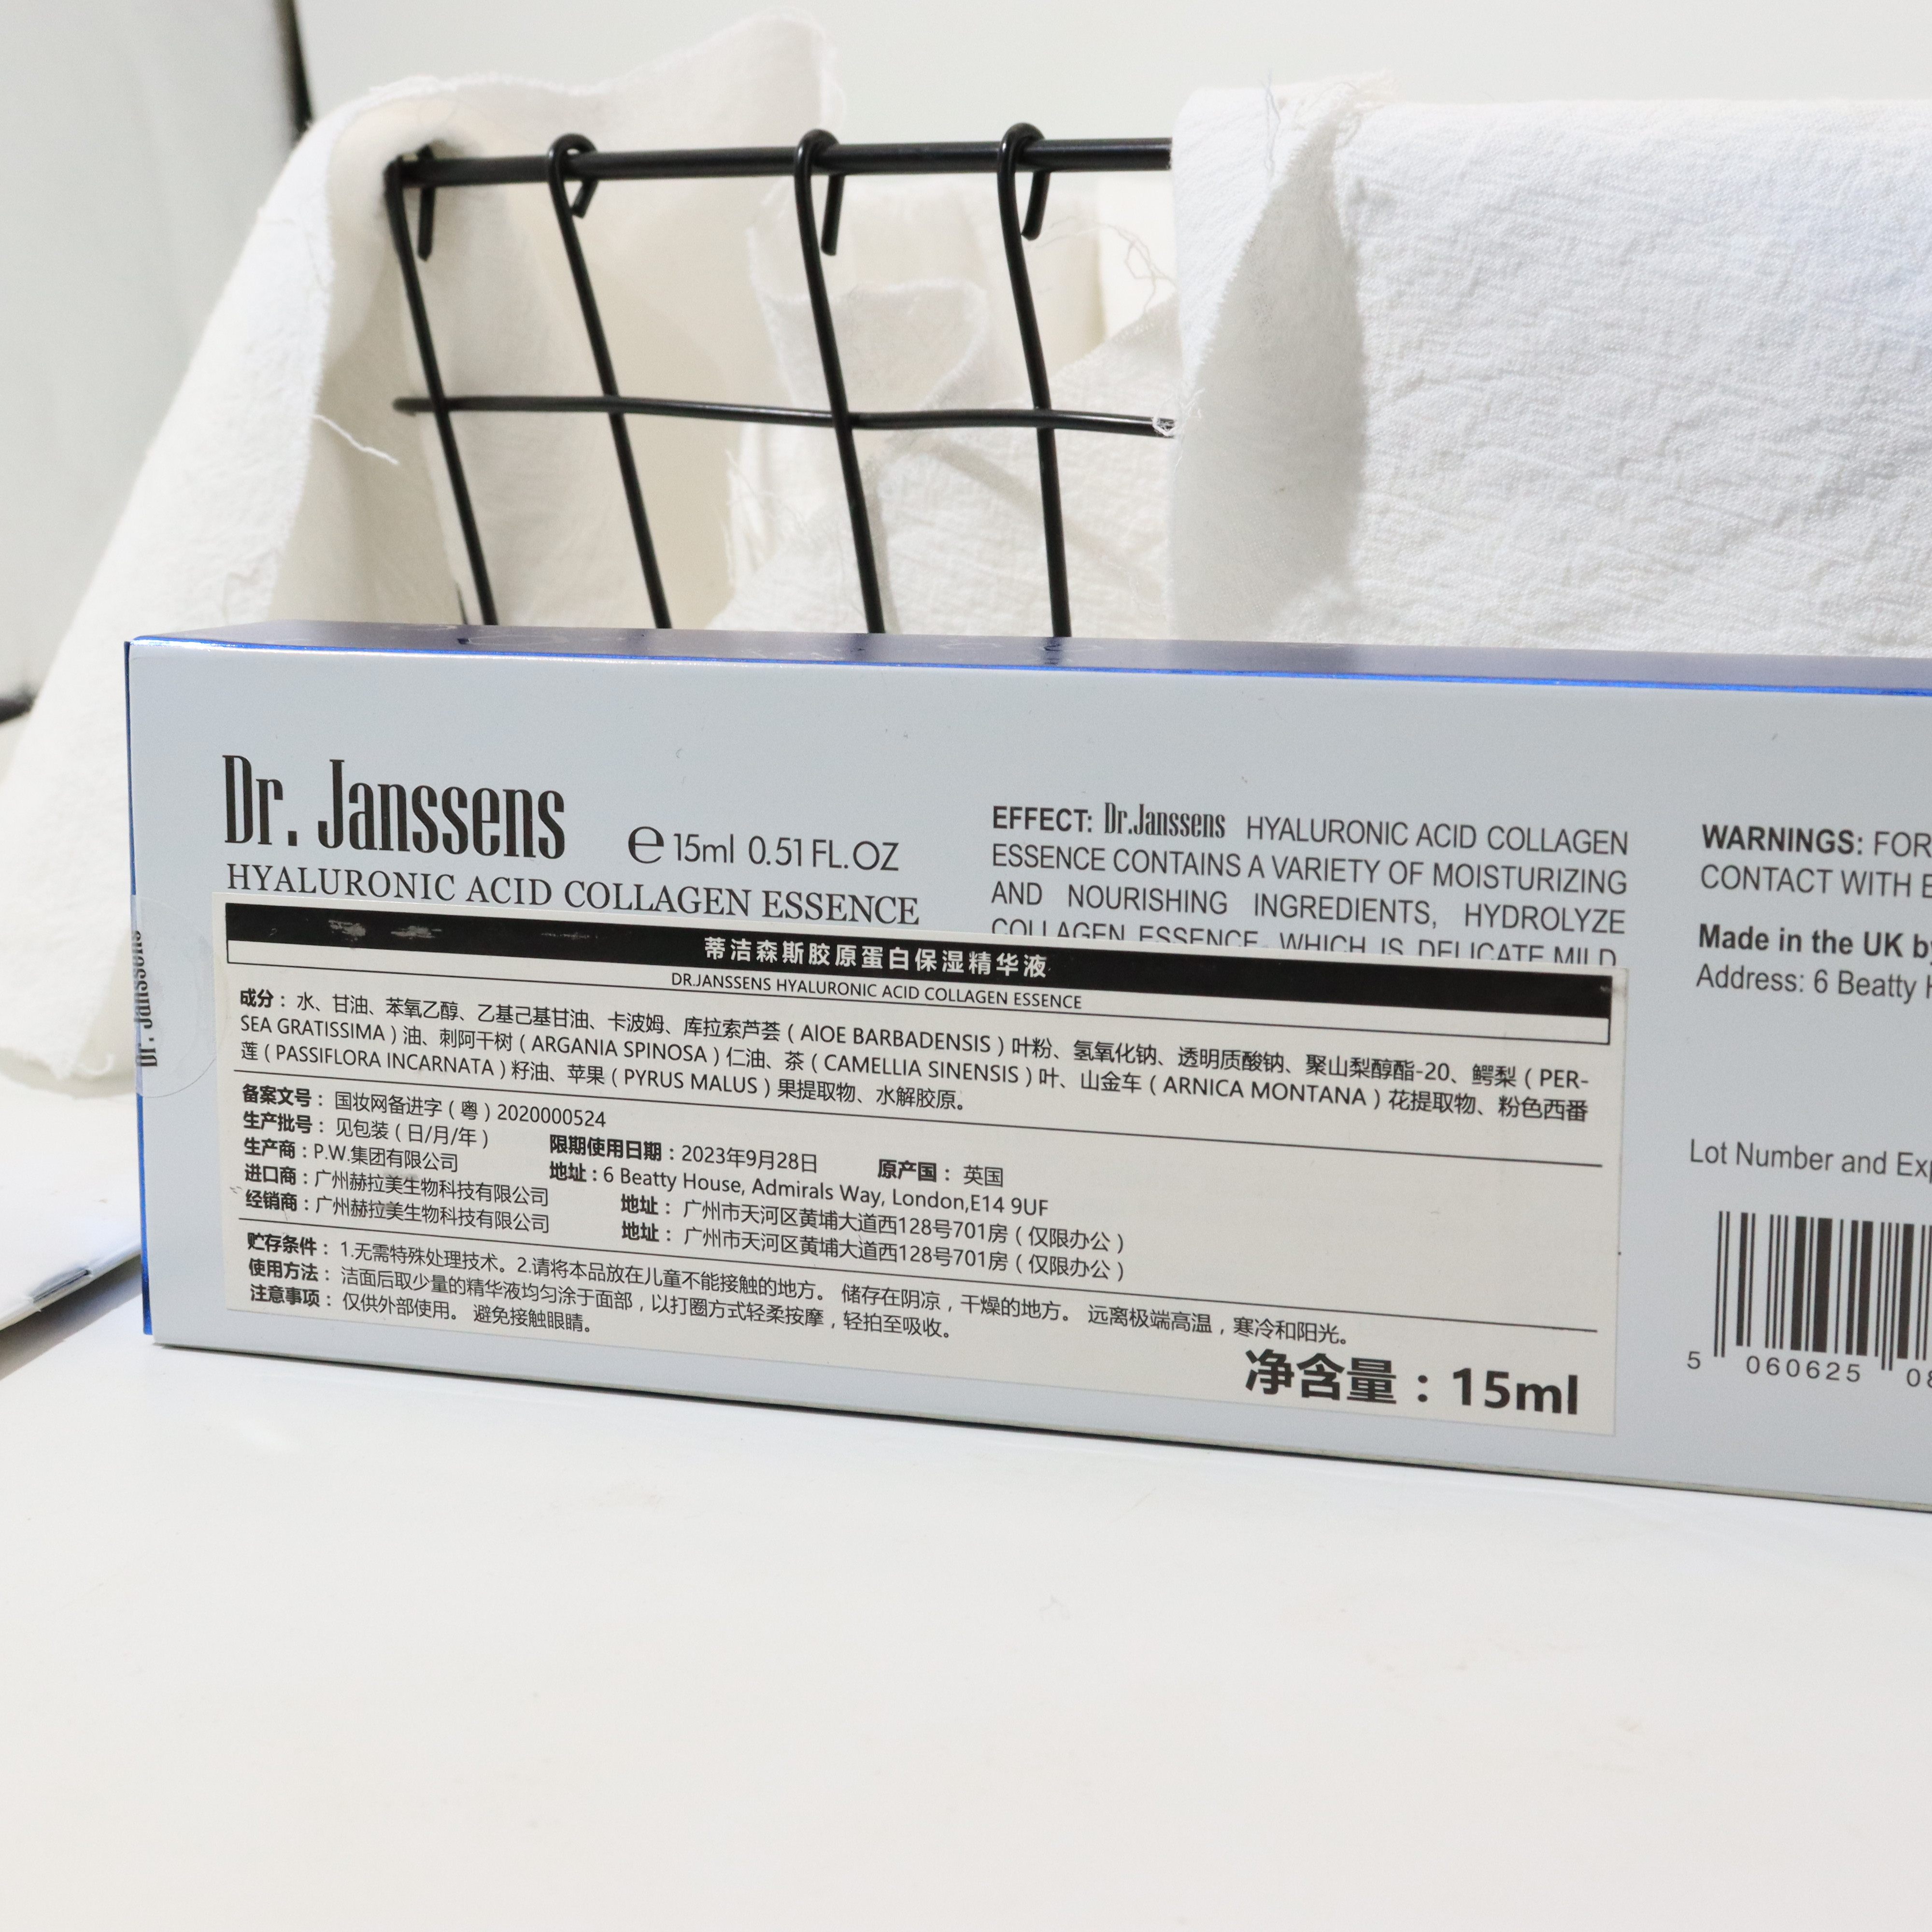 Dr. Janssens
℮ 15ml 0.51 FL.OZ
HYALURONIC ACID COLLAGEN ESSENCE
EFFECT: Dr.Janssens HYALURONIC ACID COLLAGEN
ESSENCE CONTAINS A VARIETY OF MOISTURIZING
AND NOURISHING INGREDIENTS, HYDROLYZE
COLLAGEN ESSENCE, WHICH IS DELICATE MILD,
WARNINGS: FOR
CONTACT WITH E
Made in the UK by
Address: 6 Beatty H
Lot Number and Exp
5 060625 08
Dr. Janssens
蒂洁森斯胶原蛋白保湿精华液
DR.JANSSENS HYALURONIC ACID COLLAGEN ESSENCE
成分：水、甘油、苯氧乙醇、乙基己基甘油、卡波姆、库拉索芦荟（AlOE BARBADENSIS）叶粉、氢氧化钠、透明质酸钠、聚山梨醇酯-20、鳄梨（PER-
SEA GRATISSIMA）油、刺阿干树（ARGANIA SPINOSA）仁油、茶（CAMELLIA SINENSIS）叶、山金车（ARNICA MONTANA）花提取物、粉色西番
莲（PASSIFLORA INCARNATA）籽油、苹果（PYRUS MALUS）果提取物、水解胶原。
备案文号：国妆网备进字（粤）2020000524
生产批号：见包装（日/月/年） 限期使用日期：2023年9月28日 原产国：英国
生产商：P.W.集团有限公司 地址：6 Beatty House, Admirals Way, London,E14 9UF
进口商：广州赫拉美生物科技有限公司 地址：广州市天河区黄埔大道西128号701房（仅限办公）
经销商：广州赫拉美生物科技有限公司 地址：广州市天河区黄埔大道西128号701房（仅限办公）
贮存条件：1.无需特殊处理技术。2.请将本品放在儿童不能接触的地方。 储存在阴凉，干燥的地方。 远离极端高温，寒冷和阳光。
使用方法：洁面后取少量的精华液均匀涂于面部，以打圈方式轻柔按摩，轻拍至吸收。
注意事项：仅供外部使用。 避免接触眼睛。
净含量：15ml